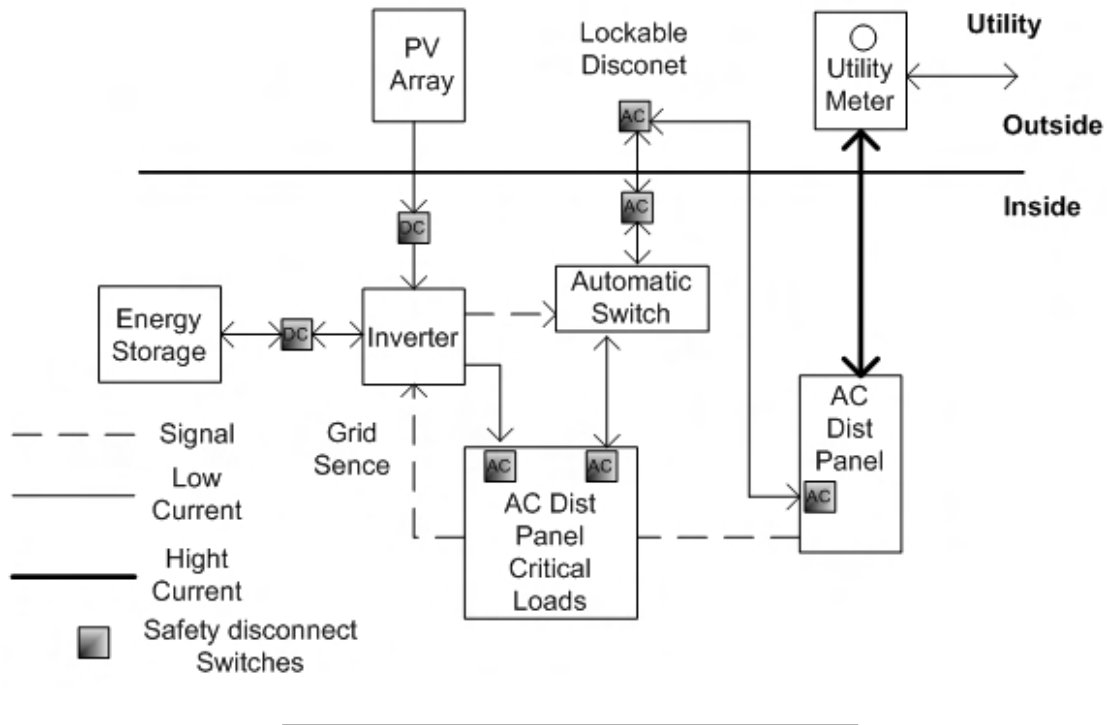 PV
Array
Lockable
Disconet
Utility
Meter
Utility
Outside
AC
AC
Inside
DC
Automatic
Switch
Energy
Storage
DC
Inverter
AC
Dist
Panel
AC
Signal
Grid
Sence
Low
Current
AC
AC
AC Dist
Panel
Critical
Loads
Hight
Current
Safety disconnect
Switches